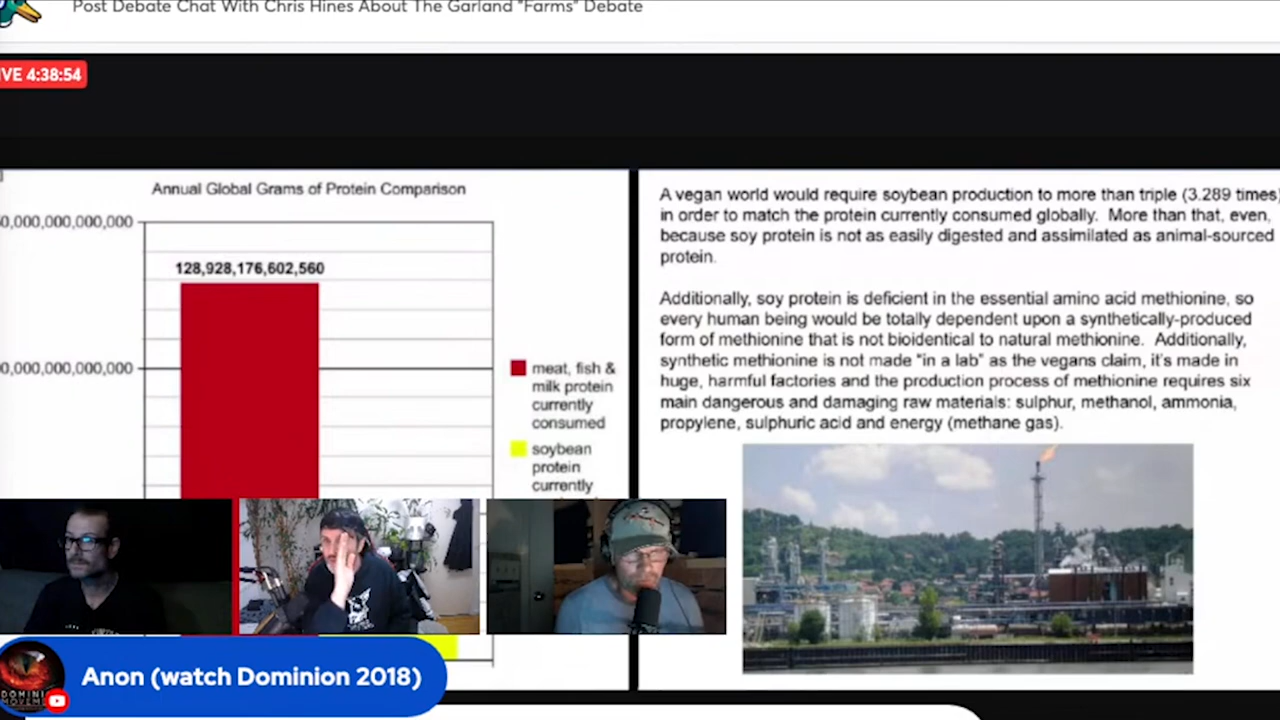 Post Debate Chat With Chris Hines About The Garland "Farms" Debate
IVE 4:38:54
Annual Global Grams of Protein Comparison
0,000,000,000,000
128,928,176,602,560
0,000,000,000,000
meat, fish &
milk protein
currently
consumed
soybean
protein
currently
A vegan world would require soybean production to more than triple (3.289 times)
in order to match the protein currently consumed globally. More than that, even,
because soy protein is not as easily digested and assimilated as animal-sourced
protein.
Additionally, soy protein is deficient in the essential amino acid methionine, so
every human being would be totally dependent upon a synthetically-produced
form of methionine that is not bioidentical to natural methionine. Additionally,
synthetic methionine is not made "in a lab" as the vegans claim, it's made in
huge, harmful factories and the production process of methionine requires six
main dangerous and damaging raw materials: sulphur, methanol, ammonia,
propylene, sulphuric acid and energy (methane gas).
Anon (watch Dominion 2018)
DOMINI
MOVEM